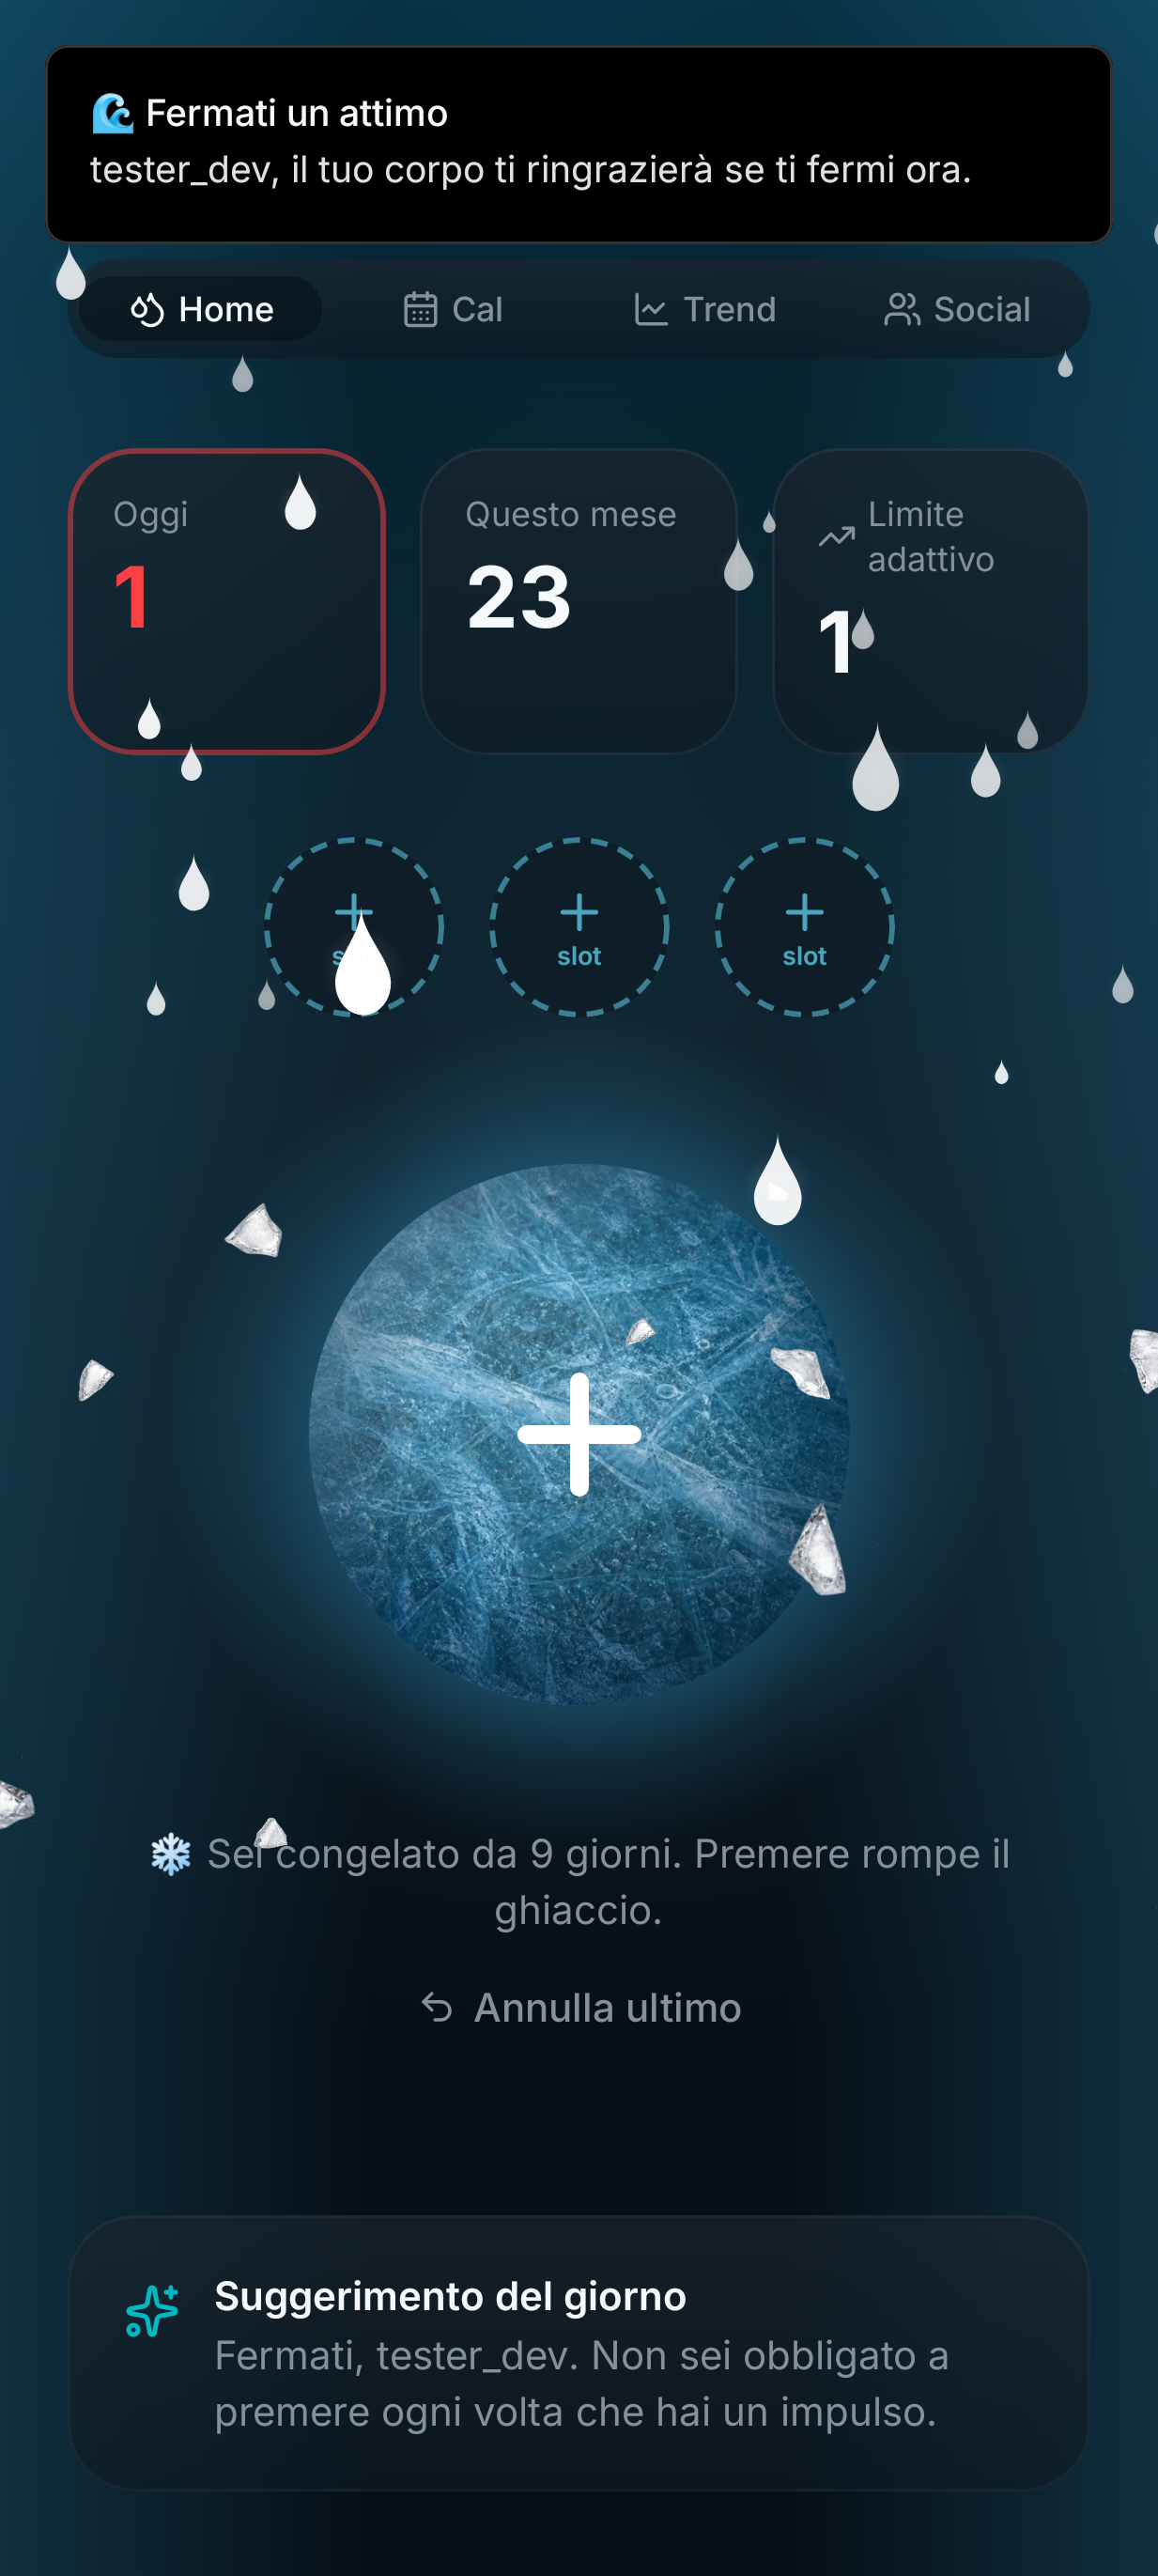 🌊 Fermati un attimo
tester_dev, il tuo corpo ti ringrazierà se ti fermi ora.
Home
Cal
Trend
Social
Oggi
1
Questo mese
23
Limite
adattivo
1
slot
slot
slot
❄️ Sei congelato da 9 giorni. Premere rompe il
ghiaccio.
Annulla ultimo
Suggerimento del giorno
Fermati, tester_dev. Non sei obbligato a
premere ogni volta che hai un impulso.